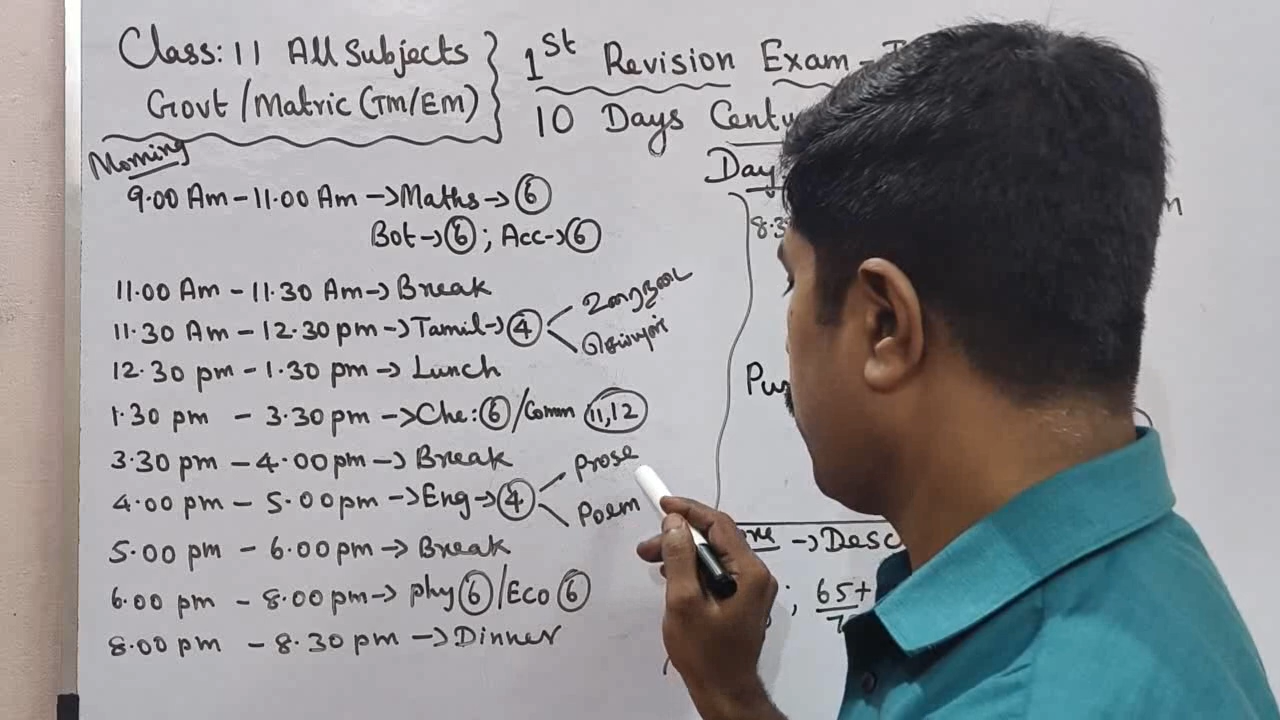 Class: 11 All Subjects
Govt/Matric (TM/EM)
1st Revision Exam-
10 Days
Morning
9.00 Am - 11.00 Am → Maths → 6
Bot → 6 ; Acc → 6
11.00 Am - 11.30 Am → Break
11.30 Am - 12.30 pm → Tamil → 4
உரைநடை
செய்யுள்
12.30 pm - 1.30 pm → Lunch
1.30 pm - 3.30 pm → Che: 6 / Comm 11,12
3.30 pm - 4.00 pm → Break
4.00 pm - 5.00 pm → Eng → 4
Prose
Poem
5.00 pm - 6.00 pm → Break
6.00 pm - 8.00 pm → phy 6 / Eco 6
8.00 pm - 8.30 pm → Dinner
Day